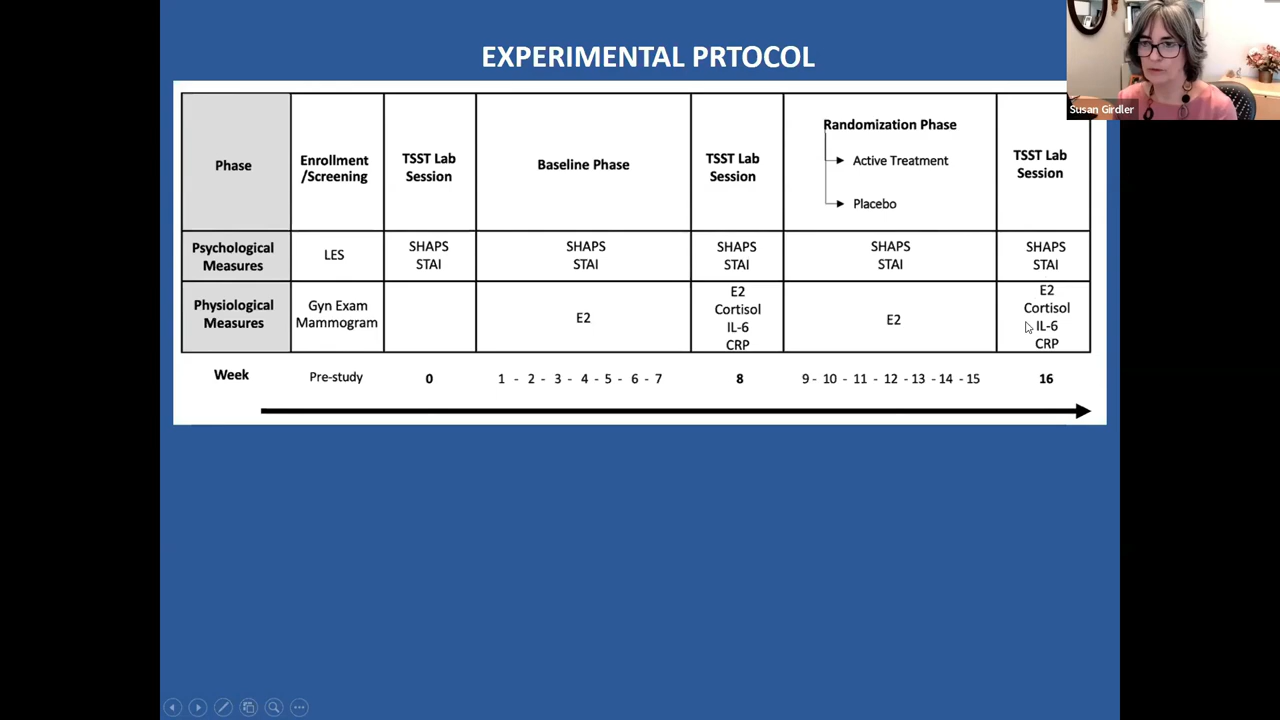 EXPERIMENTAL PRTOCOL
Susan Girdler
Phase
Enrollment
/Screening
TSST Lab
Session
Baseline Phase
TSST Lab
Session
Randomization Phase
Active Treatment
Placebo
TSST Lab
Session
Psychological
Measures
LES
SHAPS
STAI
SHAPS
STAI
SHAPS
STAI
SHAPS
STAI
SHAPS
STAI
Physiological
Measures
Gyn Exam
Mammogram
E2
E2
Cortisol
IL-6
CRP
E2
E2
Cortisol
IL-6
CRP
Week
Pre-study
0
1 - 2 - 3 - 4 - 5 - 6 - 7
8
9 - 10 - 11 - 12 - 13 - 14 - 15
16